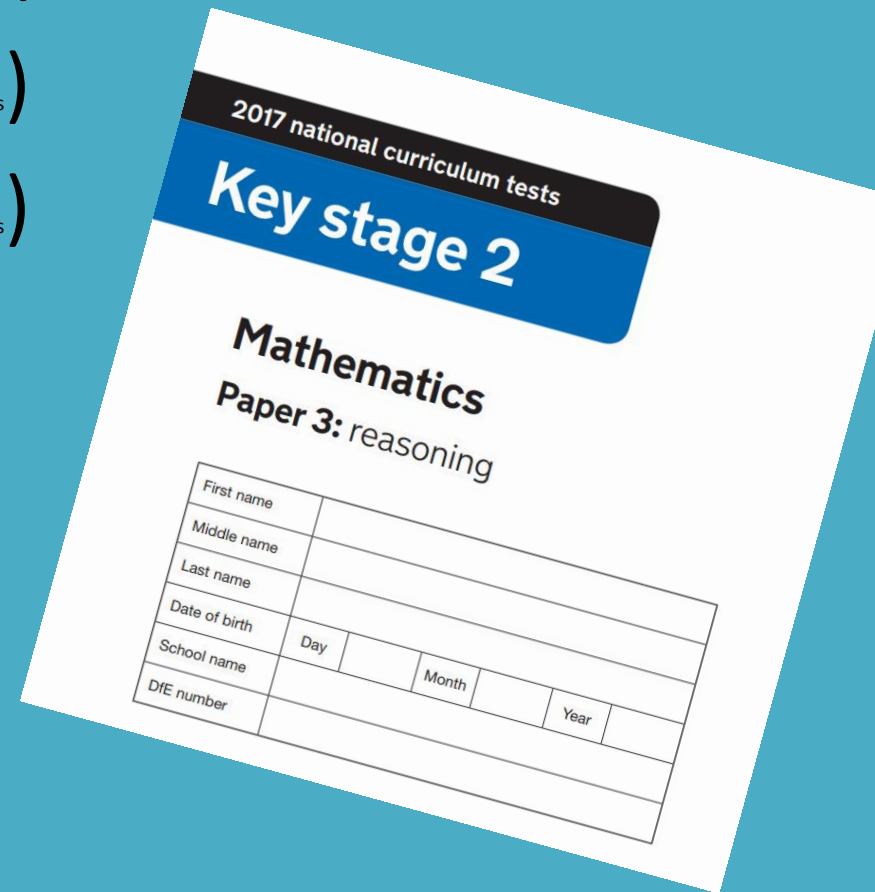 s)
s)
2017 national curriculum tests
Key stage 2
Mathematics
Paper 3: reasoning
First name
Middle name
Last name
Date of birth Day Month Year
School name
DfE number